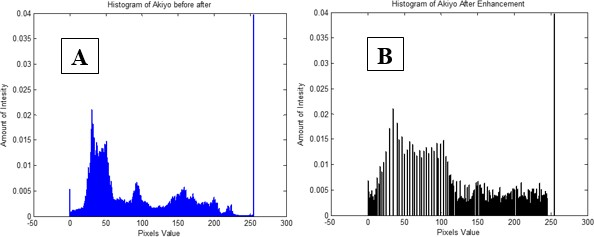 Histogram of Akiyo before after
0.04
0.035
0.03
0.025
0.02
0.015
0.01
0.005
0
Amount of Intesity
A
-50 0 50 100 150 200 250 300
Pixels Value
Histogram of Akiyo After Enhancement
0.04
0.035
0.03
0.025
0.02
0.015
0.01
0.005
0
Amount of Intesity
B
-50 0 50 100 150 200 250 300
Pixels Value